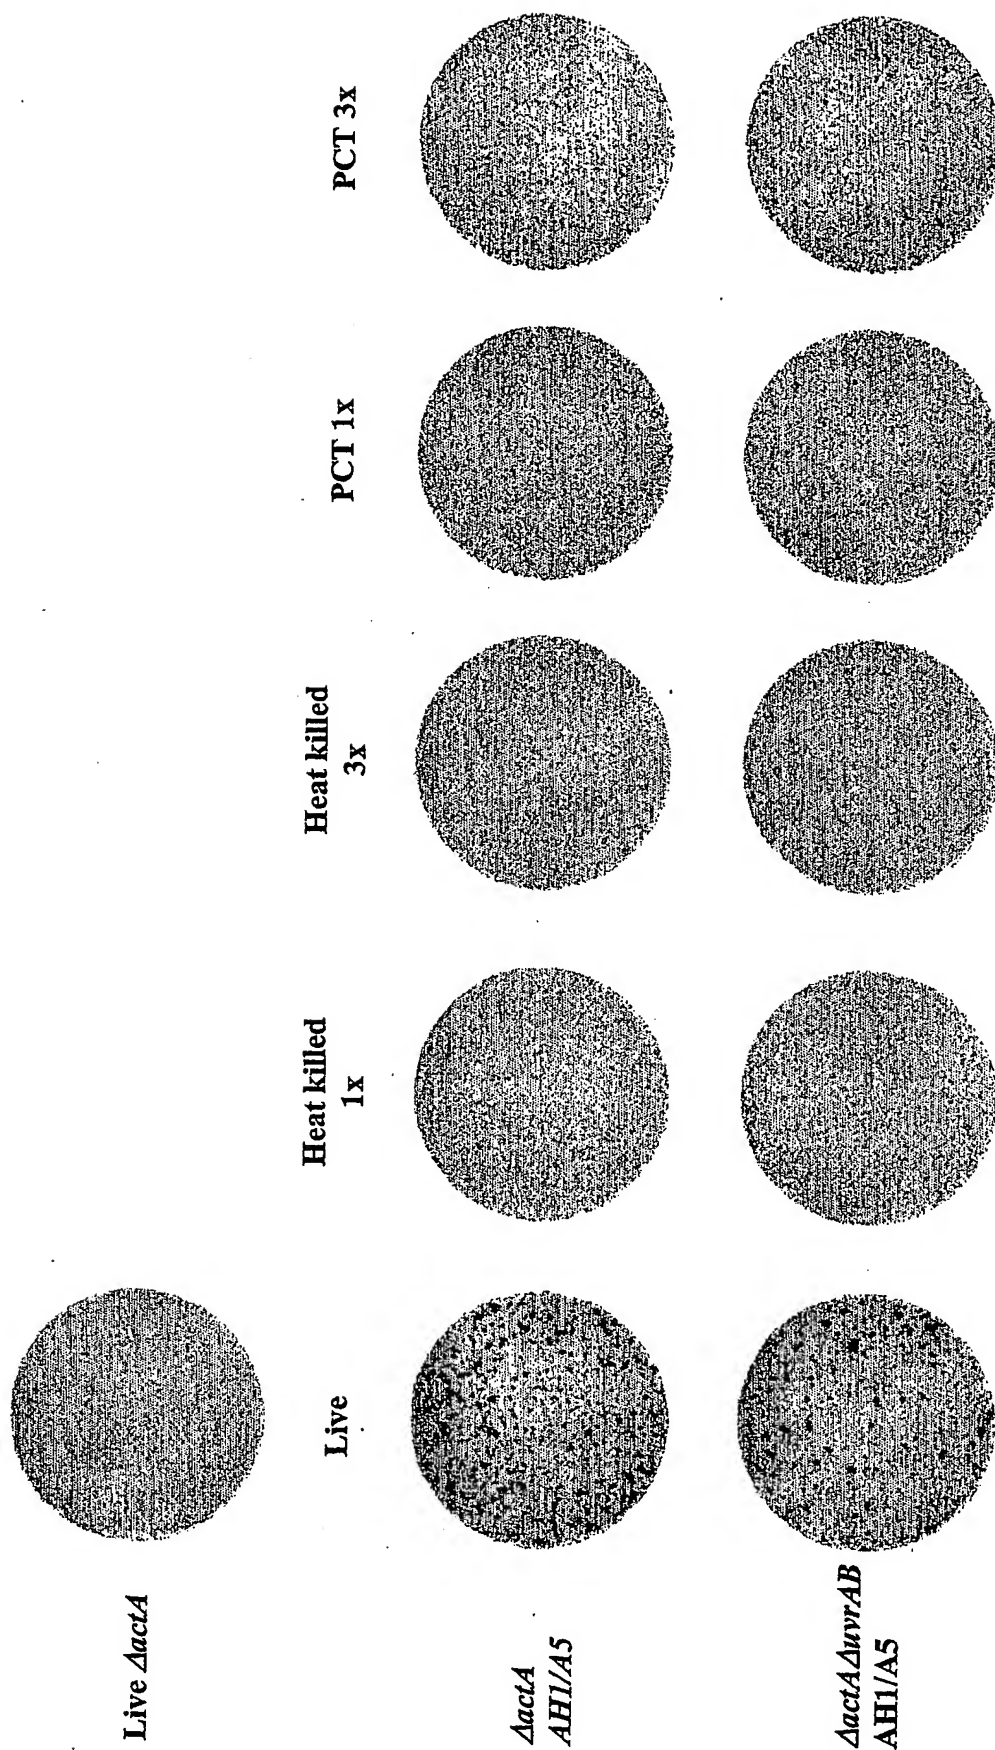 Live ΔactA
Live
Heat killed
1x
Heat killed
3x
PCT 1x
PCT 3x
ΔactA
AH1/A5
ΔactAΔuvrAB
AH1/A5